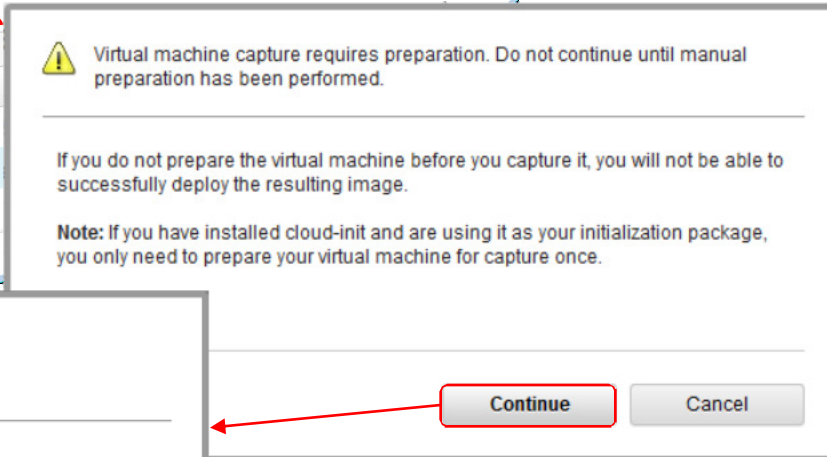 Virtual machine capture requires preparation. Do not continue until manual
preparation has been performed.
If you do not prepare the virtual machine before you capture it, you will not be able to
successfully deploy the resulting image.
Note: If you have installed cloud-init and are using it as your initialization package,
you only need to prepare your virtual machine for capture once.
Continue Cancel